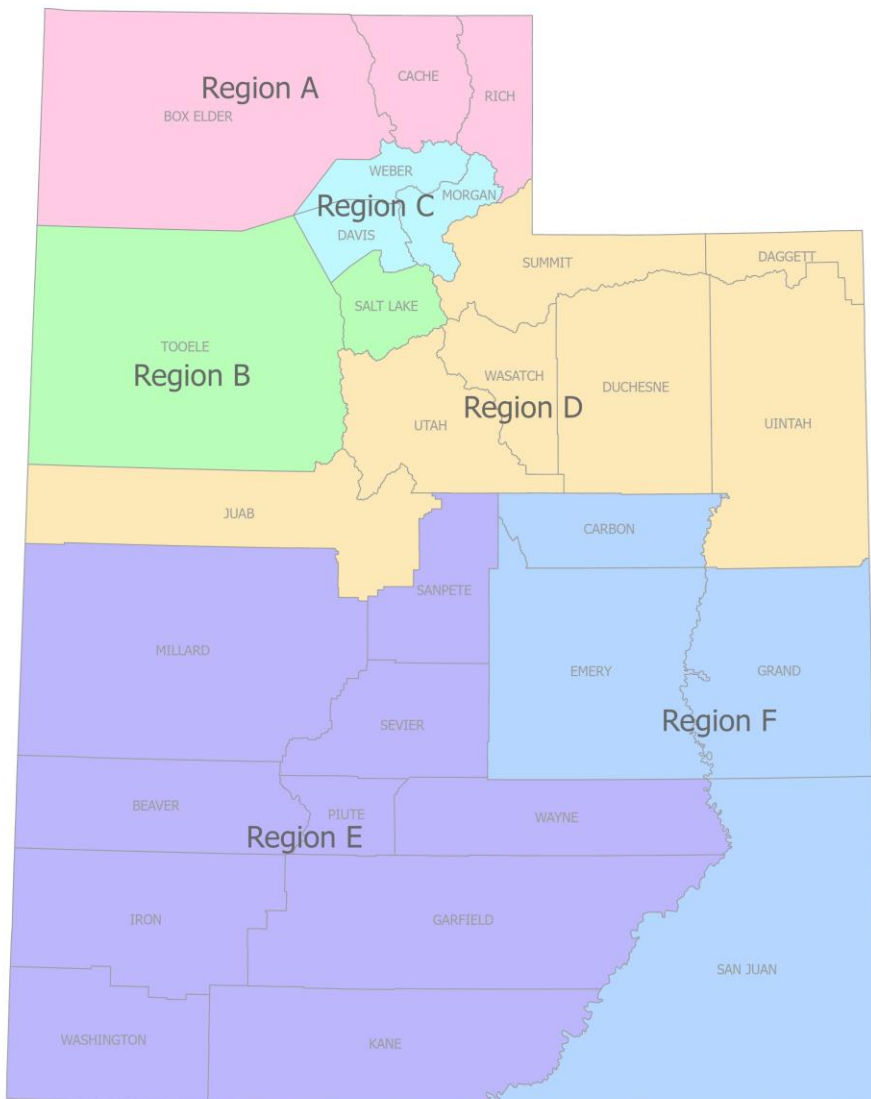 CACHE
Region A
RICH
BOX ELDER
WEBER
MORGAN
Region C
DAVIS
DAGGETT
SUMMIT
SALT LAKE
TOOELE
WASATCH
Region B
DUCHESNE
Region D
UTAH
UINTAH
JUAB
CARBON
SANPETE
MILLARD
EMERY
GRAND
SEVIER
Region F
BEAVER
PIUTE
WAYNE
Region E
IRON
GARFIELD
SAN JUAN
WASHINGTON
KANE